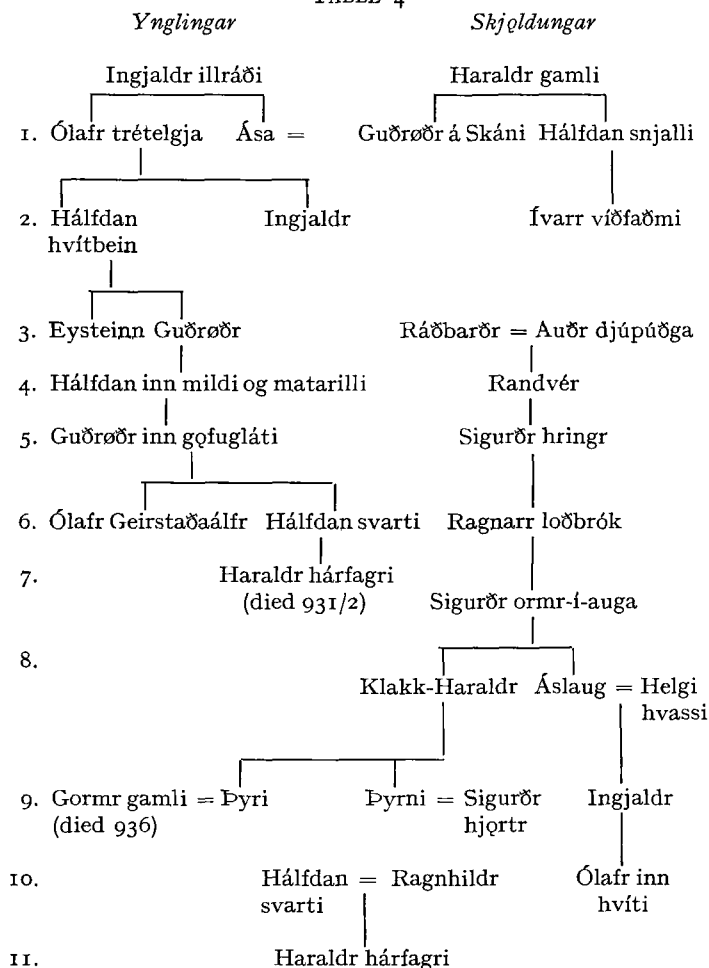 TABLE 4
Ynglingar Skjǫldungar
Ingjaldr illráði Haraldr gamli
1. Ólafr trételgja Ása = Guðrøðr á Skáni Hálfdan snjalli
2. Hálfdan Ingjaldr Ívarr víðfaðmi
hvítbein
3. Eysteinn Guðrøðr Ráðbarðr = Auðr djúpúðga
4. Hálfdan inn mildi og matarilli Randvér
5. Guðrøðr inn gǫfugláti Sigurðr hringr
6. Ólafr Geirstaðaálfr Hálfdan svarti Ragnarr loðbrók
7. Haraldr hárfagri
(died 931/2) Sigurðr ormr-í-auga
8.
Klakk-Haraldr Áslaug = Helgi
hvassi
9. Gormr gamli = Þyri Þyrni = Sigurðr Ingjaldr
(died 936) hjǫrtr
10. Hálfdan = Ragnhildr Ólafr inn
svarti hvíti
11. Haraldr hárfagri